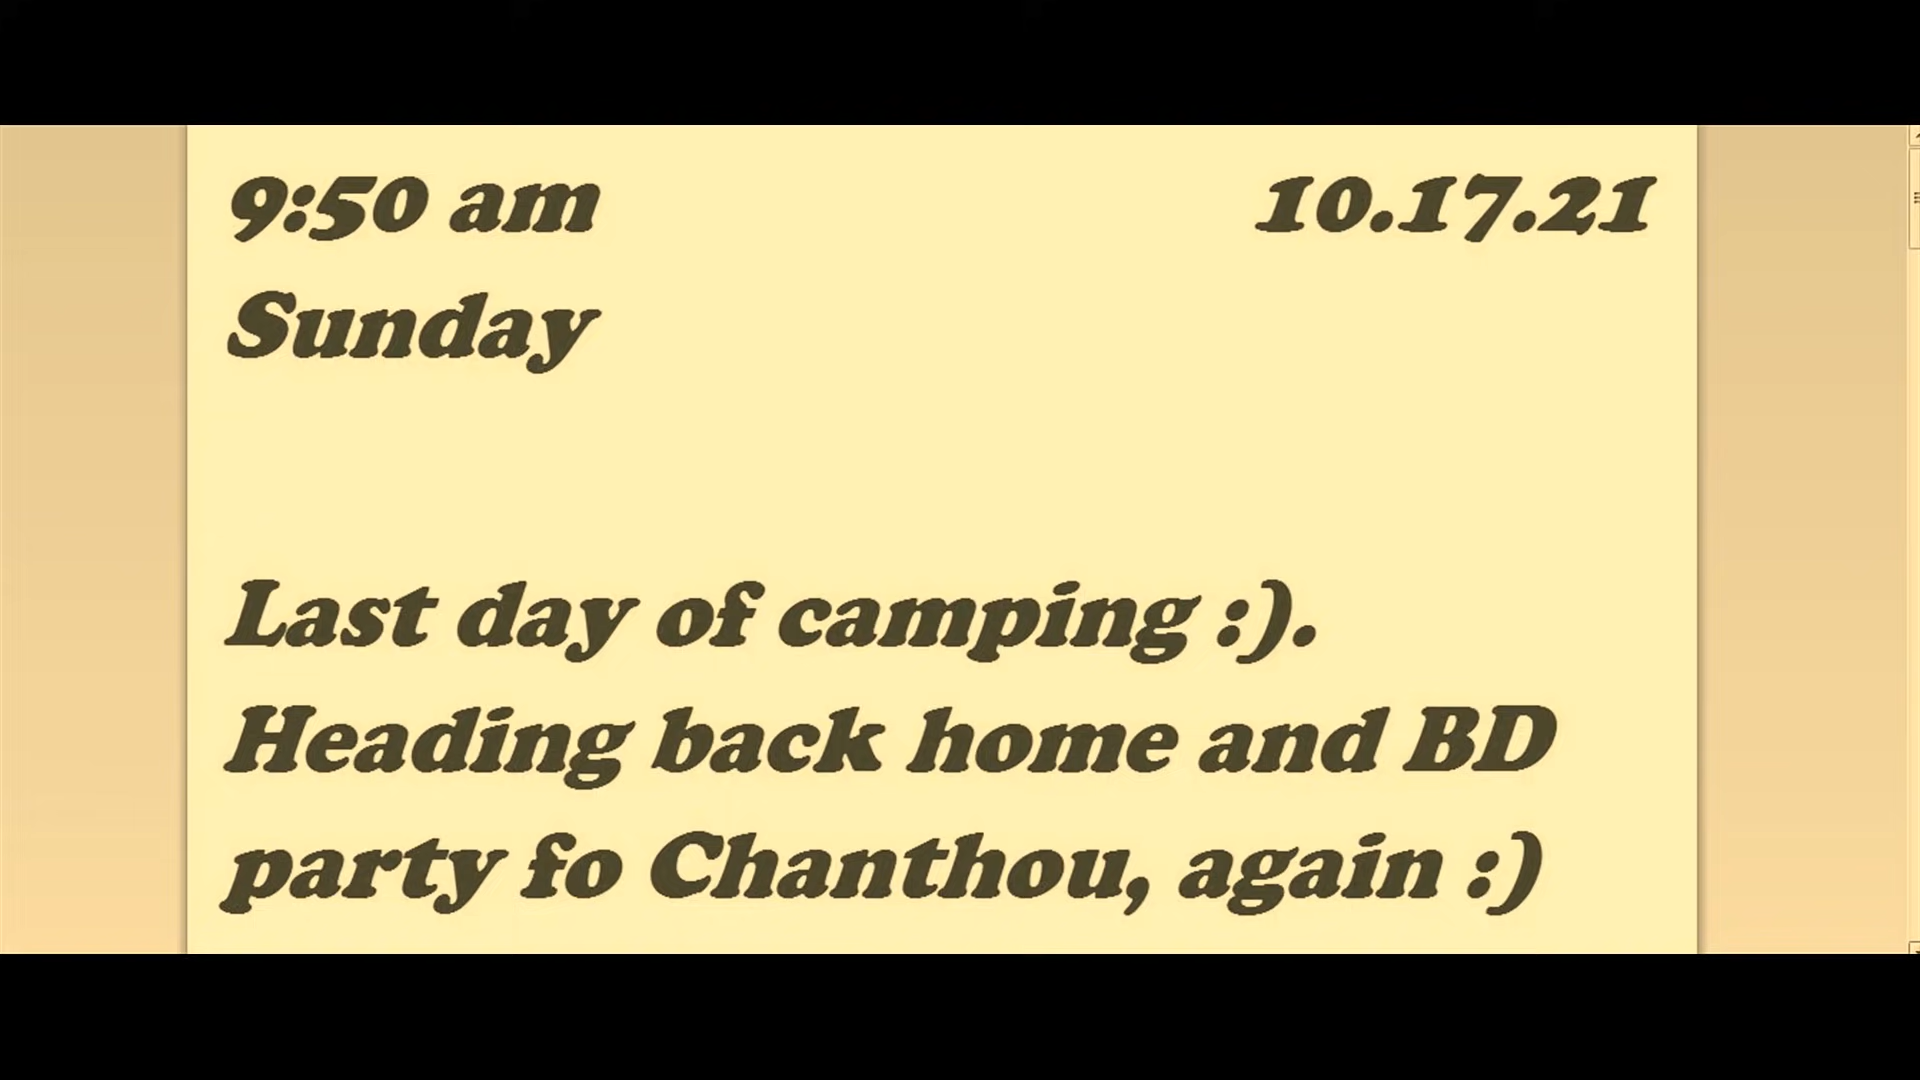 9:50 am 10.17.21
Sunday
Last day of camping :).
Heading back home and BD
party fo Chanthou, again :)